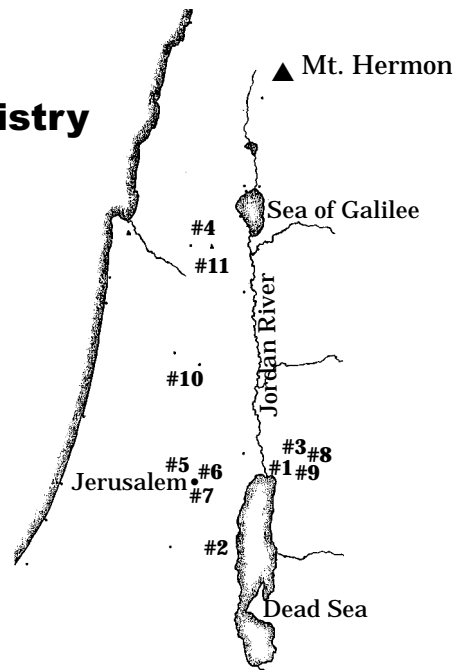 Mt. Hermon
istry
Sea of Galilee
#4
#11
Jordan River
#10
#3
#8
#5
#6
#1
#9
Jerusalem
#7
#2
Dead Sea